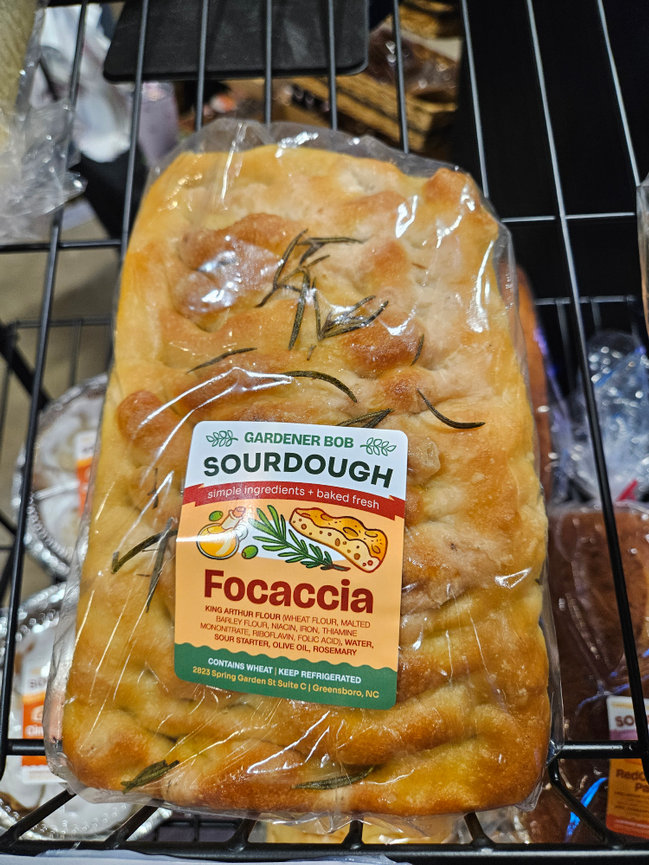 GARDENER BOB
SOURDOUGH
simple ingredients + baked fresh
Focaccia
KING ARTHUR FLOUR (WHEAT FLOUR, MALTED
BARLEY FLOUR, NIACIN, IRON, THIAMINE
MONONITRATE, RIBOFLAVIN, FOLIC ACID), WATER,
SOUR STARTER, OLIVE OIL, ROSEMARY
CONTAINS WHEAT | KEEP REFRIGERATED
2823 Spring Garden St Suite C | Greensboro, NC